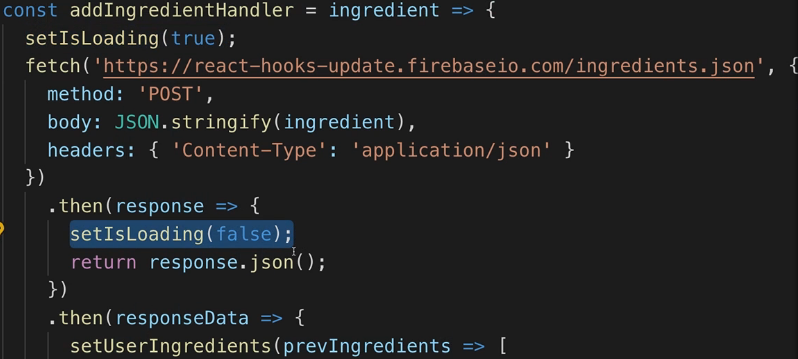 const addIngredientHandler = ingredient => {
setIsLoading(true);
fetch('https://react-hooks-update.firebaseio.com/ingredients.json', {
method: 'POST',
body: JSON.stringify(ingredient),
headers: { 'Content-Type': 'application/json' }
})
.then(response => {
setIsLoading(false);
return response.json();
})
.then(responseData => {
setUserIngredients(prevIngredients => [